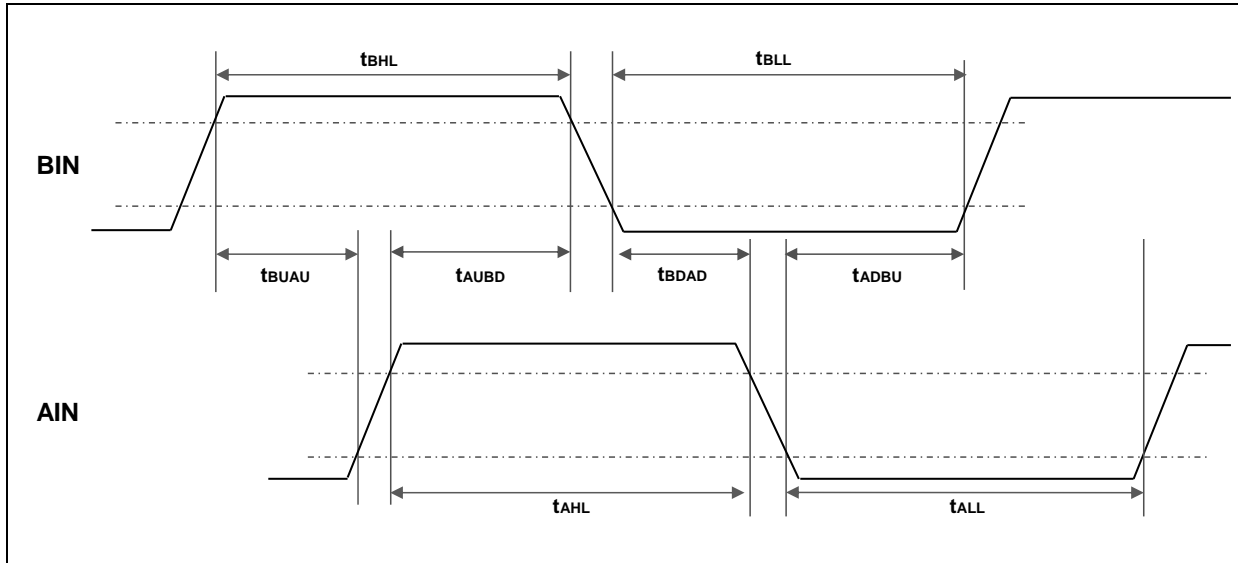 tBHL
tBLL
BIN
tBUAU
tAUBD
tBDAD
tADBU
AIN
tAHL
tALL